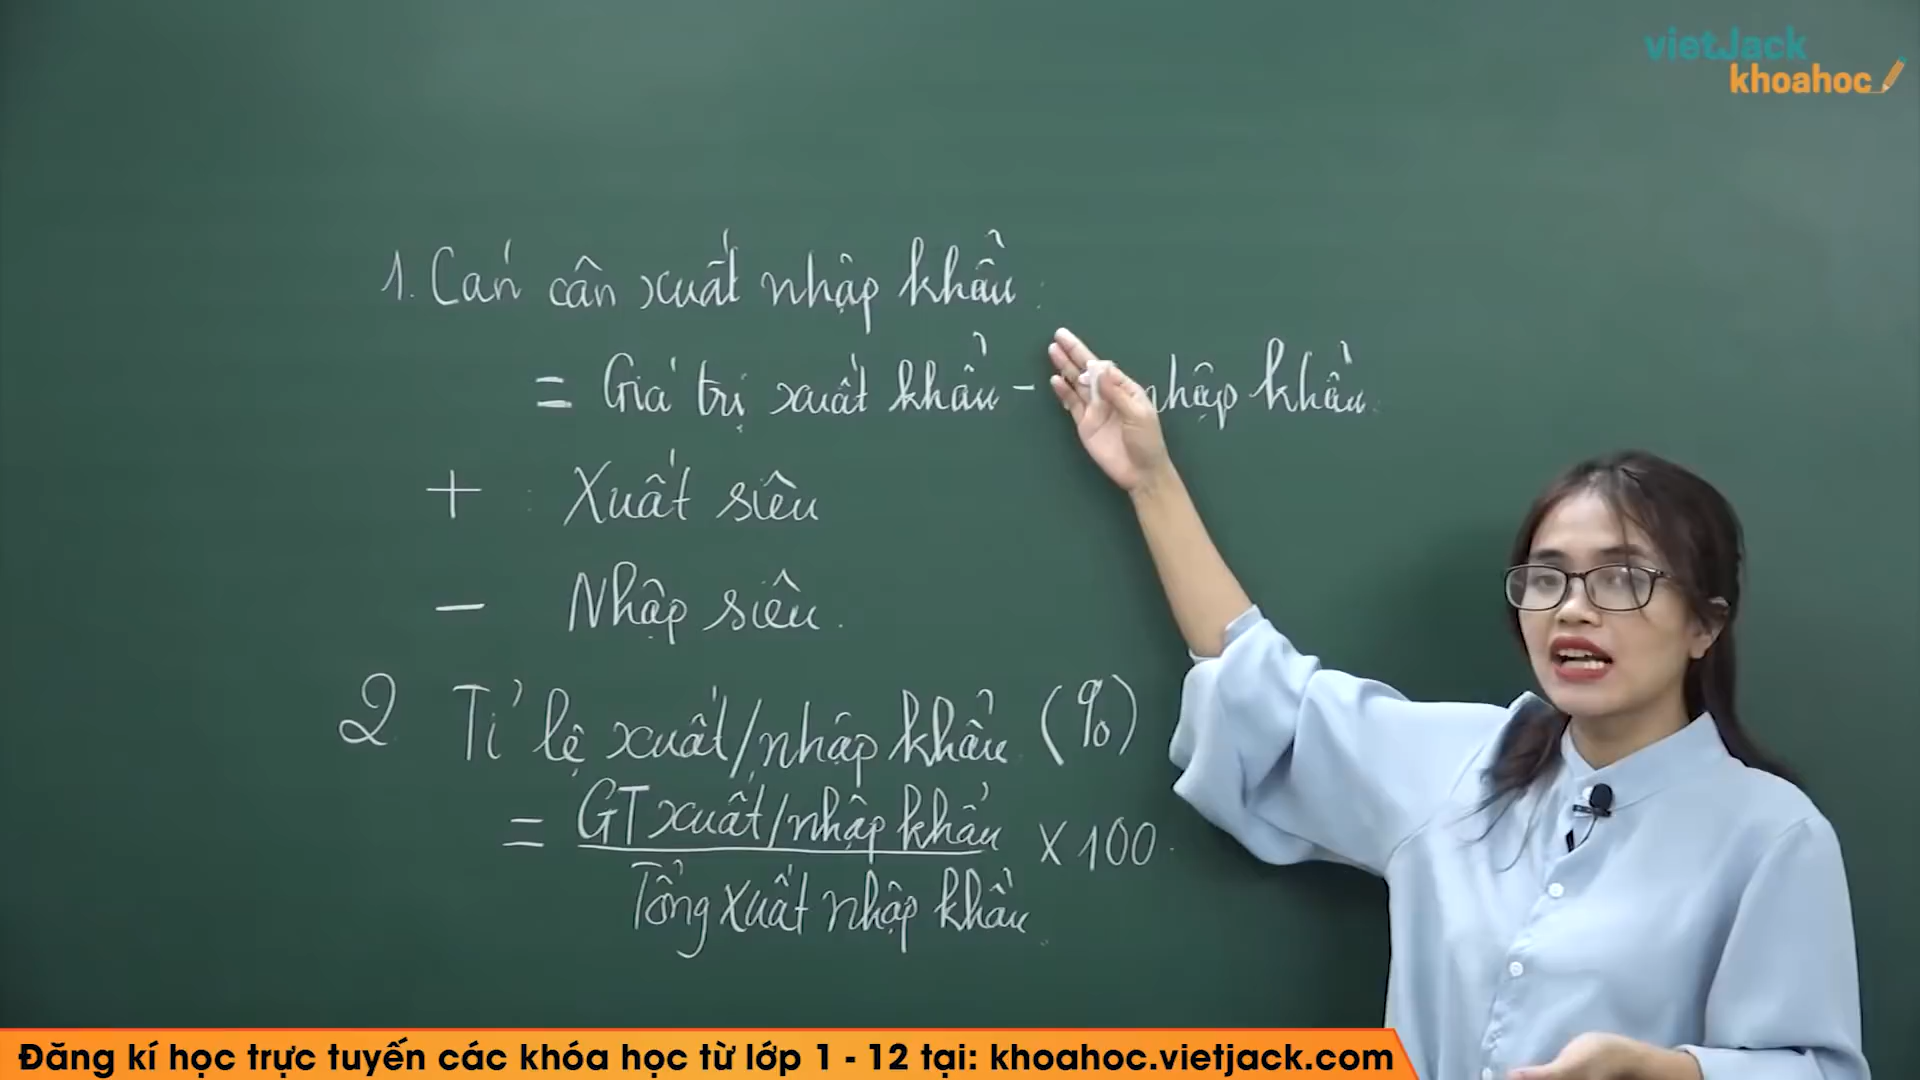 vietJack
khoahoc
1. Cán cân xuất nhập khẩu:
= Giá trị xuất khẩu - nhập khẩu.
+ : Xuất siêu
- Nhập siêu.
2 Tỉ lệ xuất/nhập khẩu (%)
= GT xuất/nhập khẩu x 100.
Tổng xuất nhập khẩu.
Đăng kí học trực tuyến các khóa học từ lớp 1 - 12 tại: khoahoc.vietjack.com